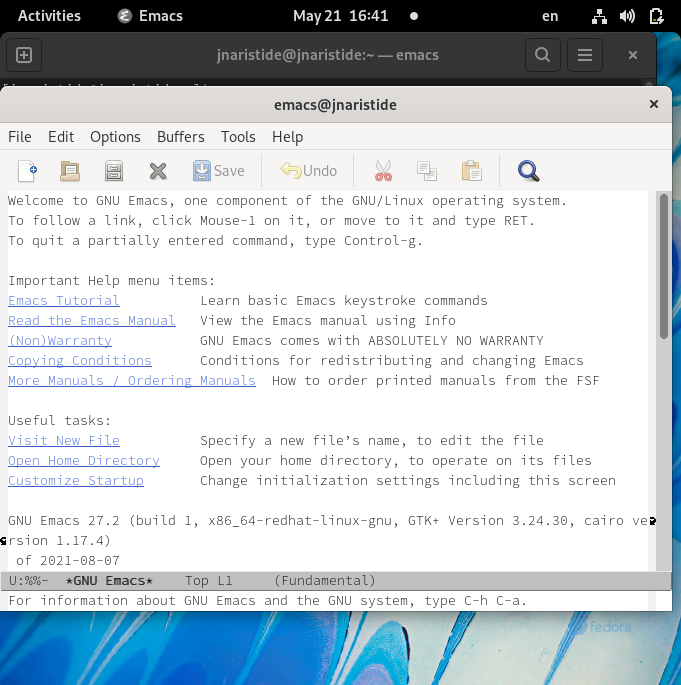 Activities Emacs May 21 16:41 en
jnaristide@jnaristide:~ — emacs
emacs@jnaristide
File Edit Options Buffers Tools Help
Save Undo
Welcome to GNU Emacs, one component of the GNU/Linux operating system.
To follow a link, click Mouse-1 on it, or move to it and type RET.
To quit a partially entered command, type Control-g.
Important Help menu items:
Emacs Tutorial Learn basic Emacs keystroke commands
Read the Emacs Manual View the Emacs manual using Info
(Non)Warranty GNU Emacs comes with ABSOLUTELY NO WARRANTY
Copying Conditions Conditions for redistributing and changing Emacs
More Manuals / Ordering Manuals How to order printed manuals from the FSF
Useful tasks:
Visit New File Specify a new file’s name, to edit the file
Open Home Directory Open your home directory, to operate on its files
Customize Startup Change initialization settings including this screen
GNU Emacs 27.2 (build 1, x86_64-redhat-linux-gnu, GTK+ Version 3.24.30, cairo ve
rsion 1.17.4)
of 2021-08-07
U:%%- *GNU Emacs* Top L1 (Fundamental)
For information about GNU Emacs and the GNU system, type C-h C-a.
fedora